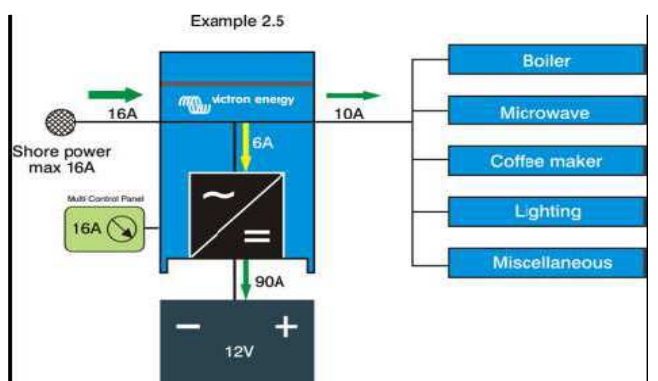 Example 2.5
victron energy
16A
10A
Shore power
max 16A
6A
Multi Control Panel
16A
90A
12V
Boiler
Microwave
Coffee maker
Lighting
Miscellaneous